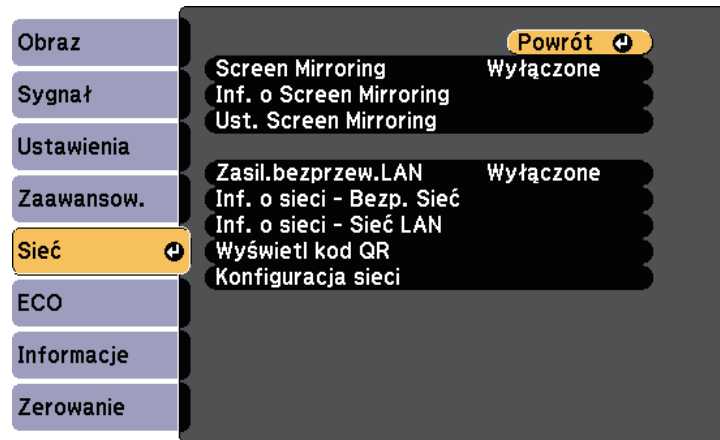 Obraz
Sygnał
Ustawienia
Zaawansow.
Sieć
ECO
Informacje
Zerowanie
Powrót
Screen Mirroring Wyłączone
Inf. o Screen Mirroring
Ust. Screen Mirroring
Zasil.bezprzew.LAN Wyłączone
Inf. o sieci - Bezp. Sieć
Inf. o sieci - Sieć LAN
Wyświetl kod QR
Konfiguracja sieci